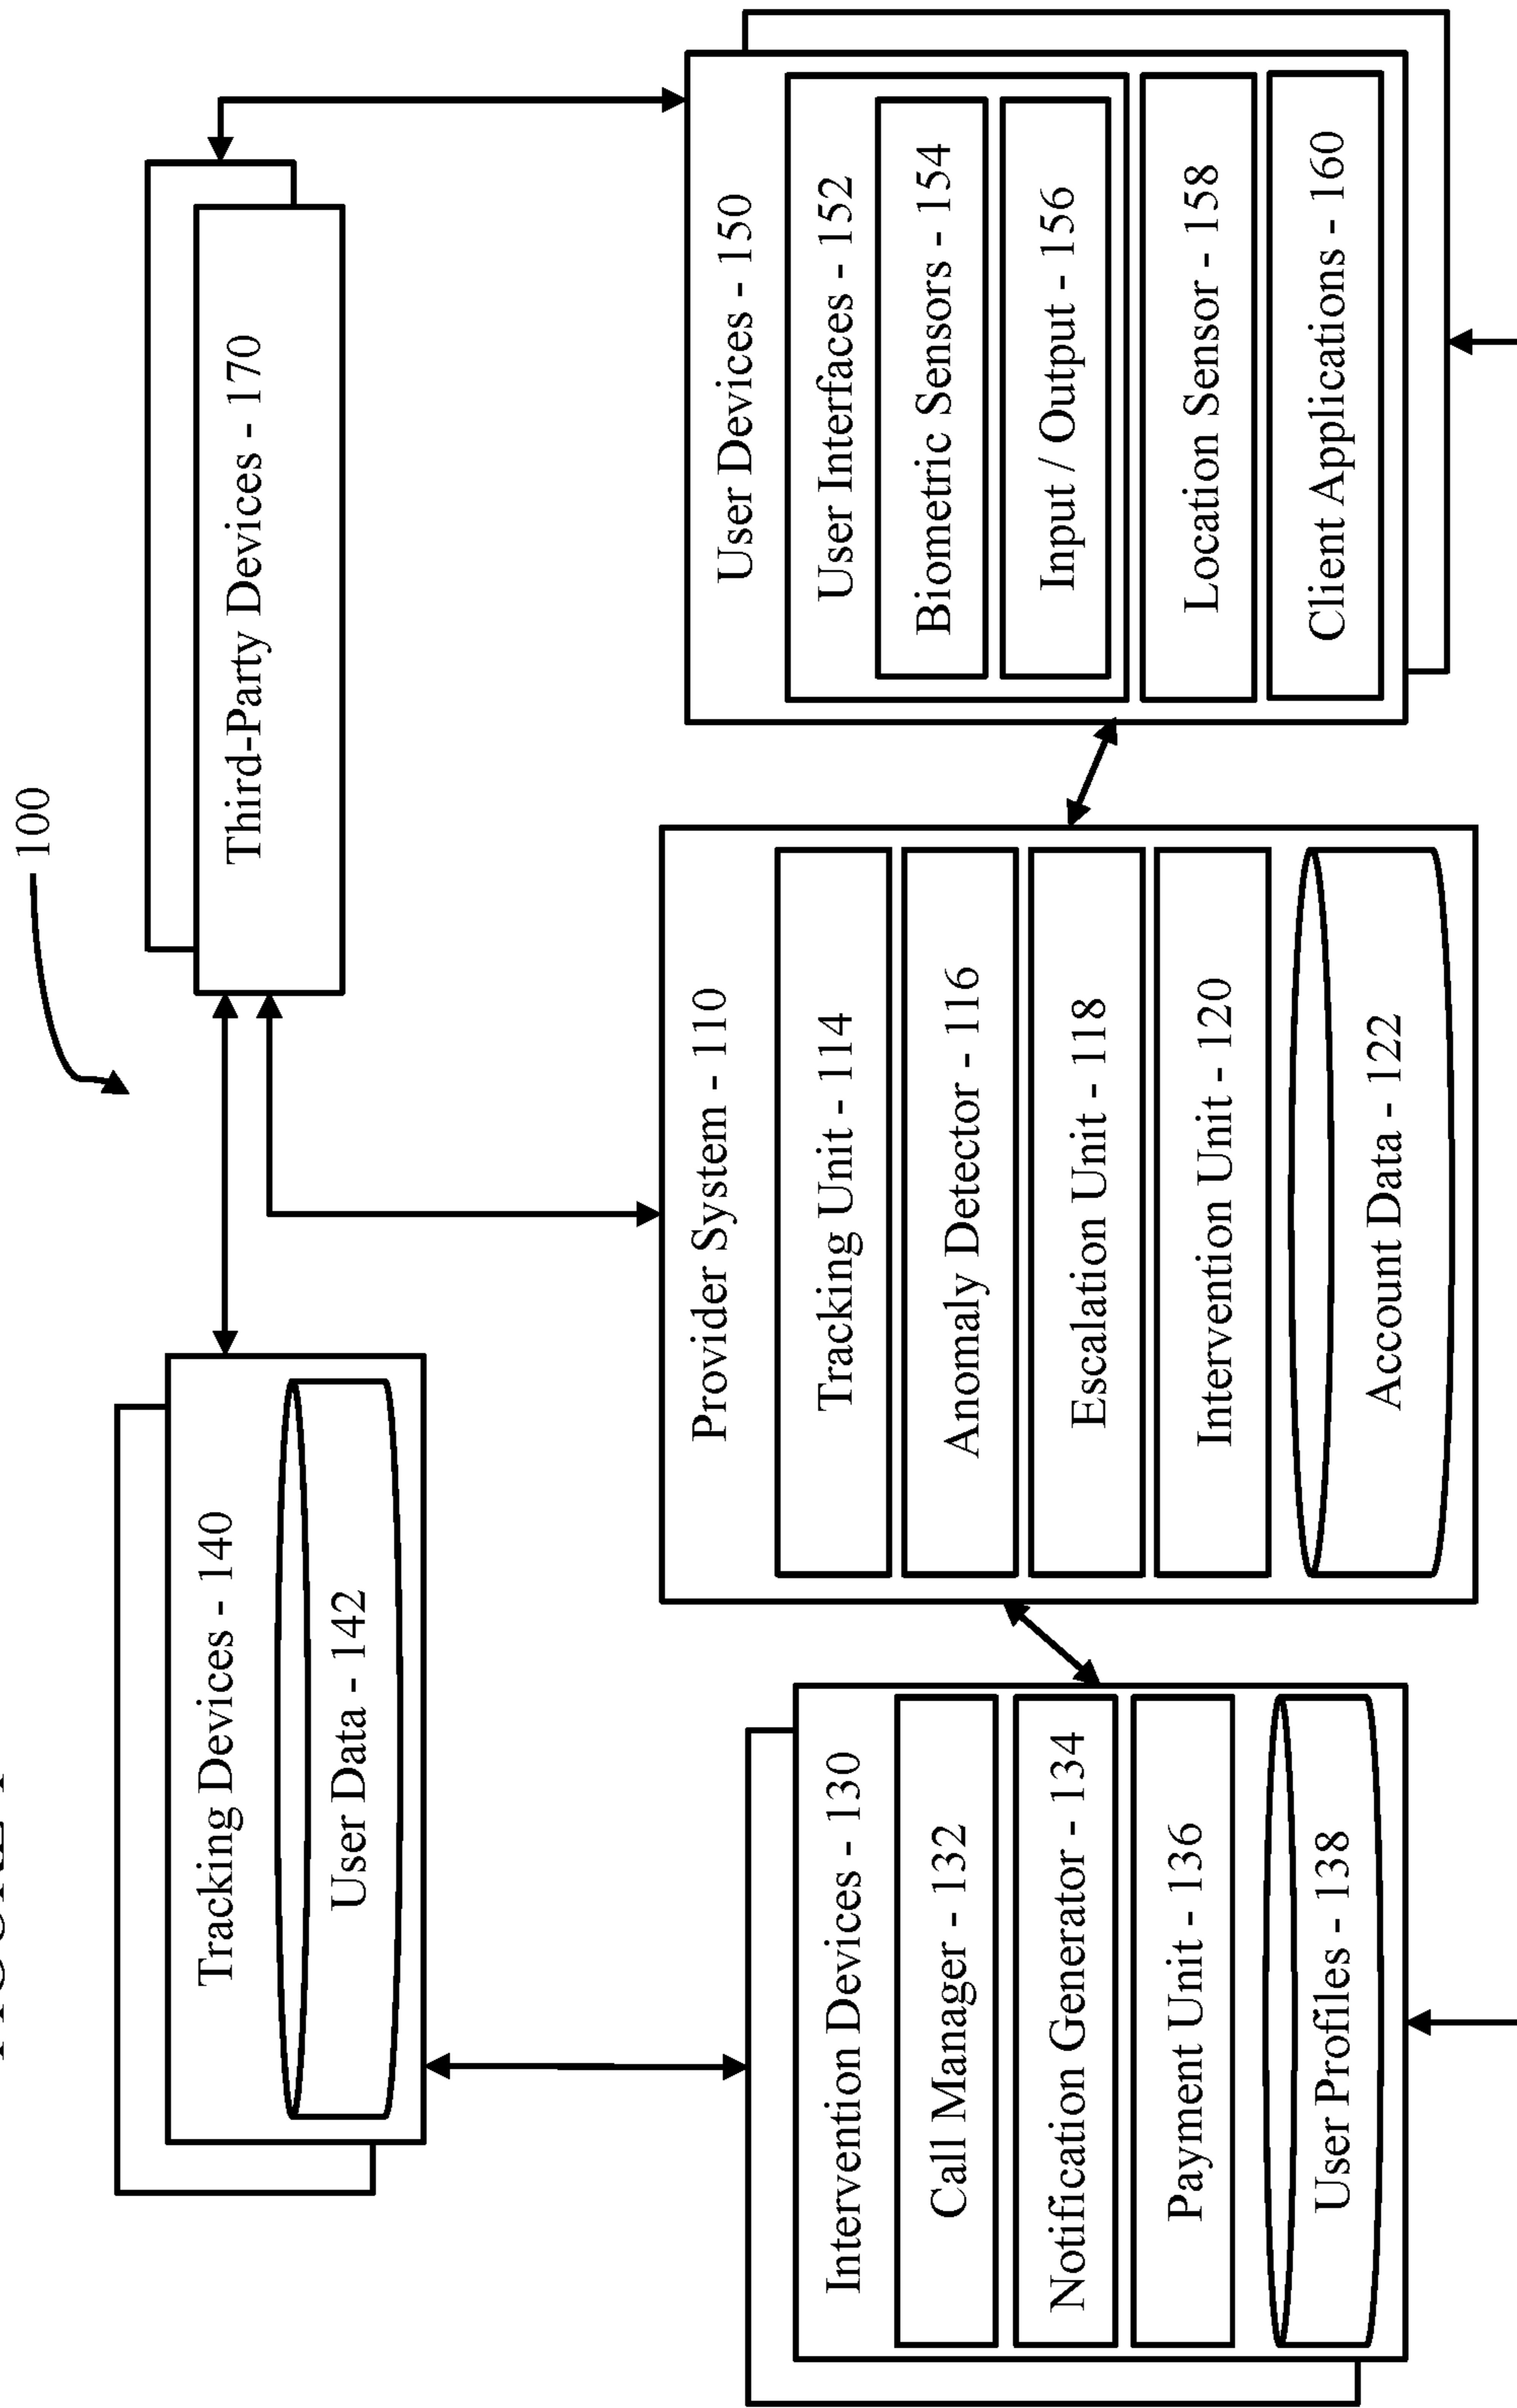 100
Tracking Devices - 140
User Data - 142
Third-Party Devices - 170
Intervention Devices - 130
Call Manager - 132
Notification Generator - 134
Payment Unit - 136
User Profiles - 138
Provider System - 110
Tracking Unit - 114
Anomaly Detector - 116
Escalation Unit - 118
Intervention Unit - 120
Account Data - 122
User Devices - 150
User Interfaces - 152
Biometric Sensors - 154
Input / Output - 156
Location Sensor - 158
Client Applications - 160